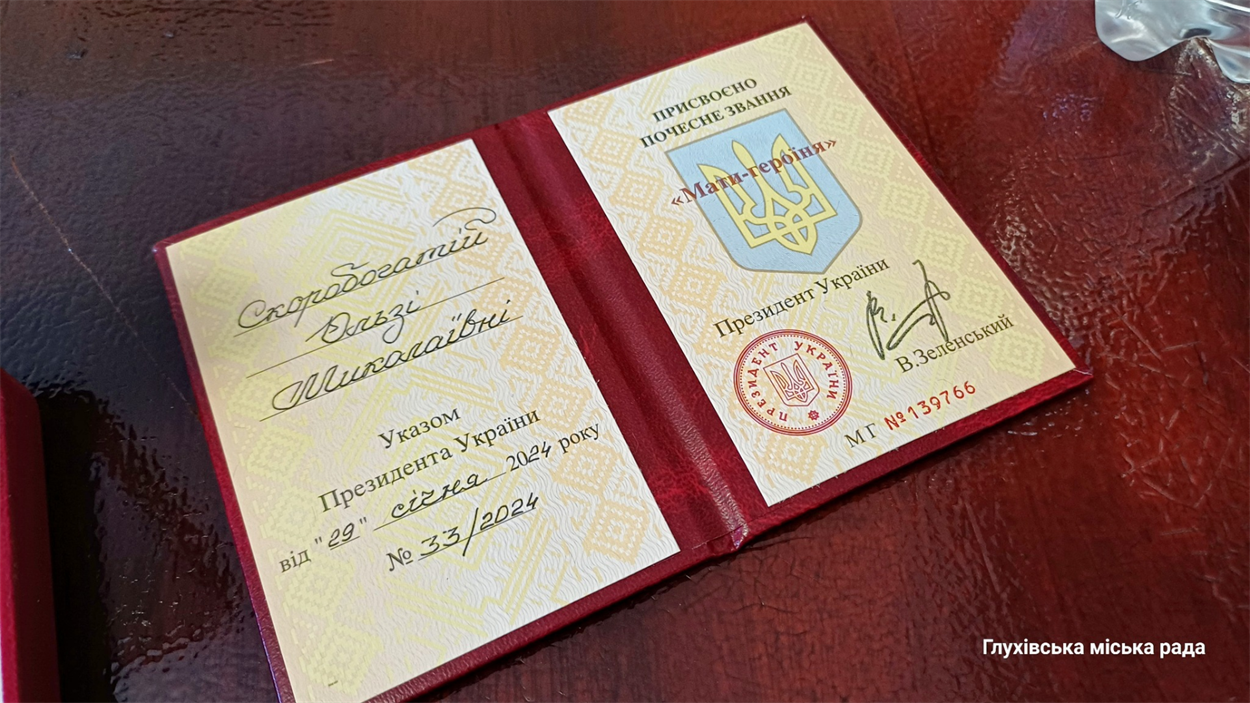 Скоробогатій
Ользі
Миколаївні
Указом
Президента України
від "29" січня 2024 року
№ 33/2024
ПРИСВОЄНО
ПОЧЕСНЕ ЗВАННЯ
«Мати-героїня»
Президент України
В.Зеленський
ПРЕЗИДЕНТ УКРАЇНИ
МГ №139766
Глухівська міська рада